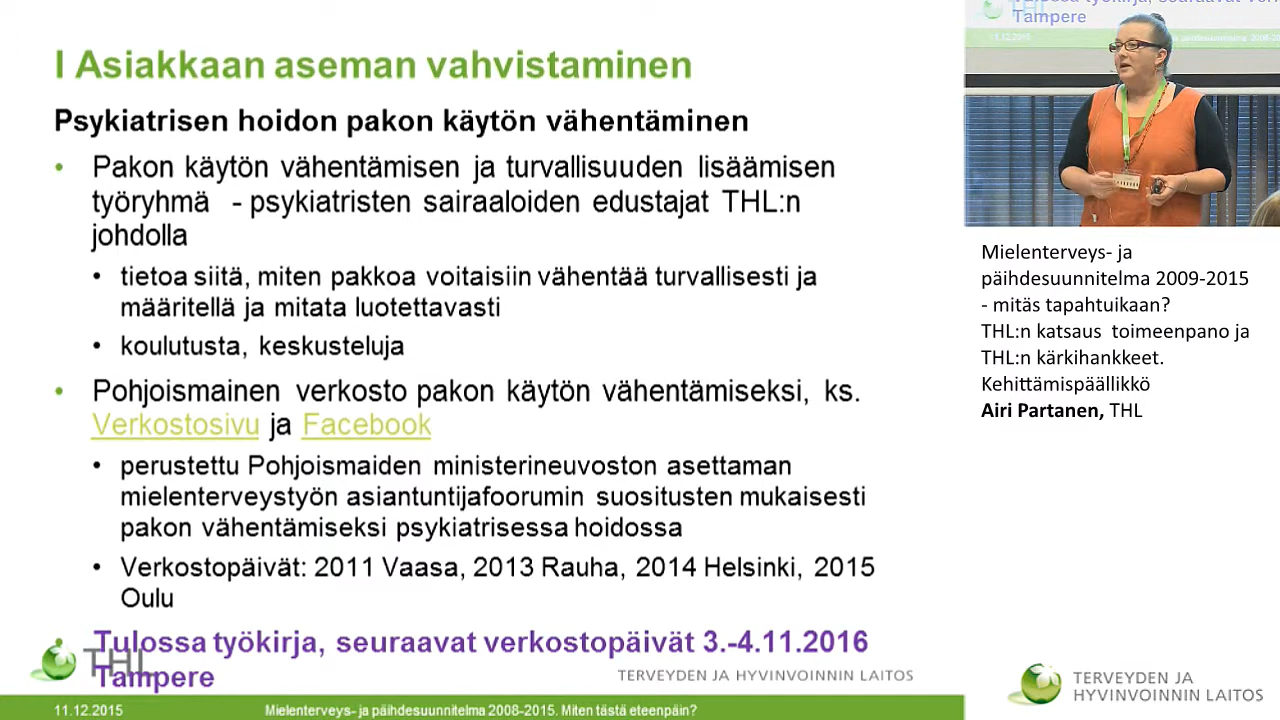 I Asiakkaan aseman vahvistaminen
Psykiatrisen hoidon pakon käytön vähentäminen
• Pakon käytön vähentämisen ja turvallisuuden lisäämisen
työryhmä - psykiatristen sairaaloiden edustajat THL:n
johdolla
• tietoa siitä, miten pakkoa voitaisiin vähentää turvallisesti ja
määritellä ja mitata luotettavasti
• koulutusta, keskusteluja
• Pohjoismainen verkosto pakon käytön vähentämiseksi, ks.
Verkostosivu ja Facebook
• perustettu Pohjoismaiden ministerineuvoston asettaman
mielenterveystyön asiantuntijafoorumin suositusten mukaisesti
pakon vähentämiseksi psykiatrisessa hoidossa
• Verkostopäivät: 2011 Vaasa, 2013 Rauha, 2014 Helsinki, 2015
Oulu
Tulossa työkirja, seuraavat verkostopäivät 3.-4.11.2016
Tampere
THL
TERVEYDEN JA HYVINVOINNIN LAITOS
11.12.2015
Mielenterveys- ja päihdesuunnitelma 2008-2015. Miten tästä eteenpäin?
Tampere
11.12.2015
Mielenterveys- ja
päihdesuunnitelma 2009-2015
- mitäs tapahtuikaan?
THL:n katsaus toimeenpano ja
THL:n kärkihankkeet.
Kehittämispäällikkö
Airi Partanen, THL
TERVEYDEN JA
HYVINVOINNIN LAITOS